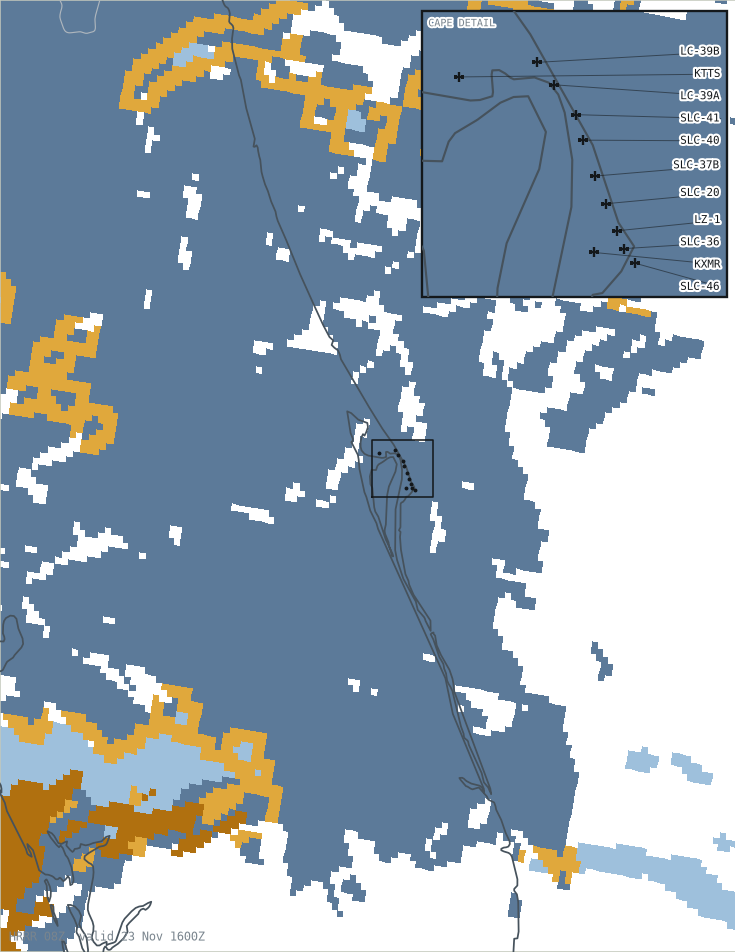 CAPE DETAIL
LC-39B
KTTS
LC-39A
SLC-41
SLC-40
SLC-37B
SLC-20
LZ-1
SLC-36
KXMR
SLC-46
valid 23 Nov 1600Z